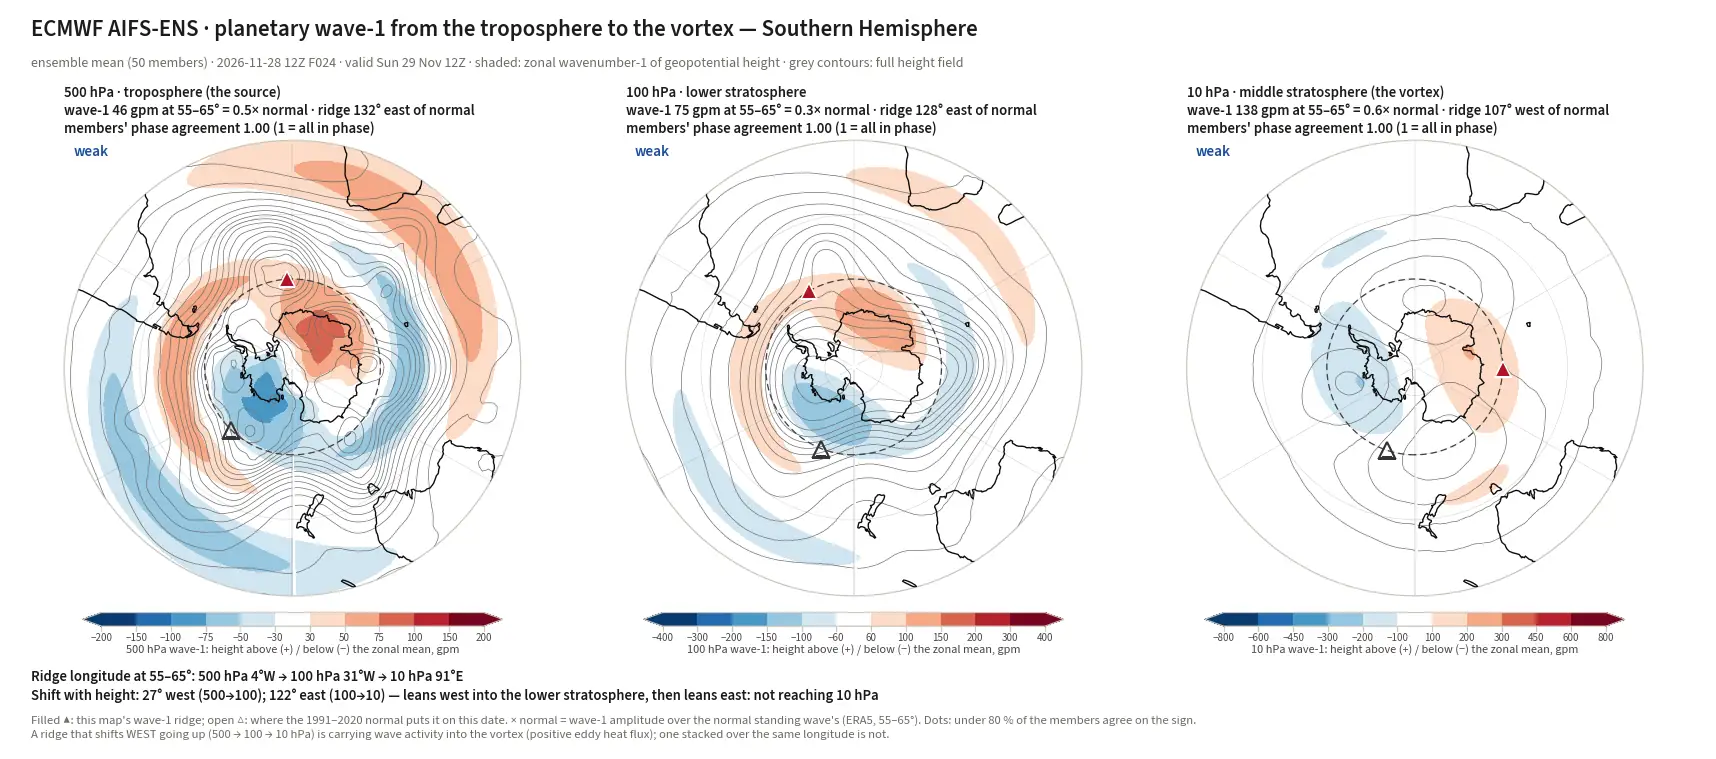 ECMWF AIFS-ENS · planetary wave-1 from the troposphere to the vortex — Southern Hemisphere
ensemble mean (50 members) · 2026-11-28 12Z F024 · valid Sun 29 Nov 12Z · shaded: zonal wavenumber-1 of geopotential height · grey contours: full height field
500 hPa · troposphere (the source)
wave-1 46 gpm at 55–65° = 0.5× normal · ridge 132° east of normal
members' phase agreement 1.00 (1 = all in phase)
weak
100 hPa · lower stratosphere
wave-1 75 gpm at 55–65° = 0.3× normal · ridge 128° east of normal
members' phase agreement 1.00 (1 = all in phase)
weak
10 hPa · middle stratosphere (the vortex)
wave-1 138 gpm at 55–65° = 0.6× normal · ridge 107° west of normal
members' phase agreement 1.00 (1 = all in phase)
weak
−200 −150 −100 −75 −50 −30 30 50 75 100 150 200
500 hPa wave-1: height above (+) / below (−) the zonal mean, gpm
−400 −300 −200 −150 −100 −60 60 100 150 200 300 400
100 hPa wave-1: height above (+) / below (−) the zonal mean, gpm
−800 −600 −450 −300 −200 −100 100 200 300 450 600 800
10 hPa wave-1: height above (+) / below (−) the zonal mean, gpm
Ridge longitude at 55–65°: 500 hPa 4°W → 100 hPa 31°W → 10 hPa 91°E
Shift with height: 27° west (500→100); 122° east (100→10) — leans west into the lower stratosphere, then leans east: not reaching 10 hPa
Filled ▲: this map's wave-1 ridge; open △: where the 1991–2020 normal puts it on this date. × normal = wave-1 amplitude over the normal standing wave's (ERA5, 55–65°). Dots: under 80 % of the members agree on the sign.
A ridge that shifts WEST going up (500 → 100 → 10 hPa) is carrying wave activity into the vortex (positive eddy heat flux); one stacked over the same longitude is not.